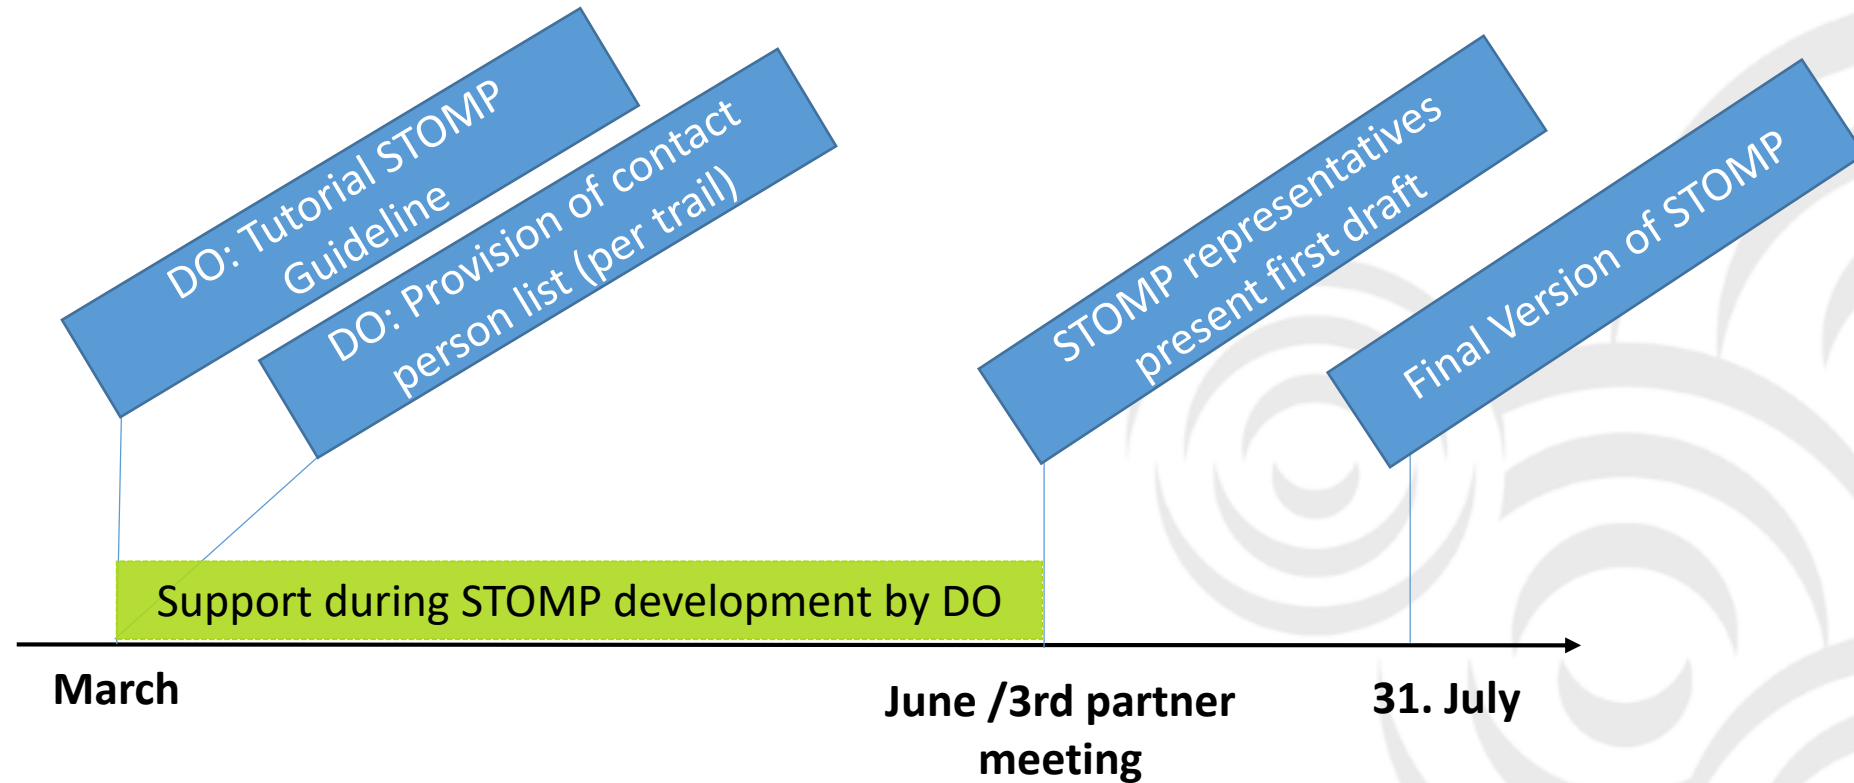 DO: Tutorial STOMP
Guideline
DO: Provision of contact
person list (per trail)
STOMP representatives
present first draft
Final Version of STOMP
Support during STOMP development by DO
March
June /3rd partner
meeting
31. July